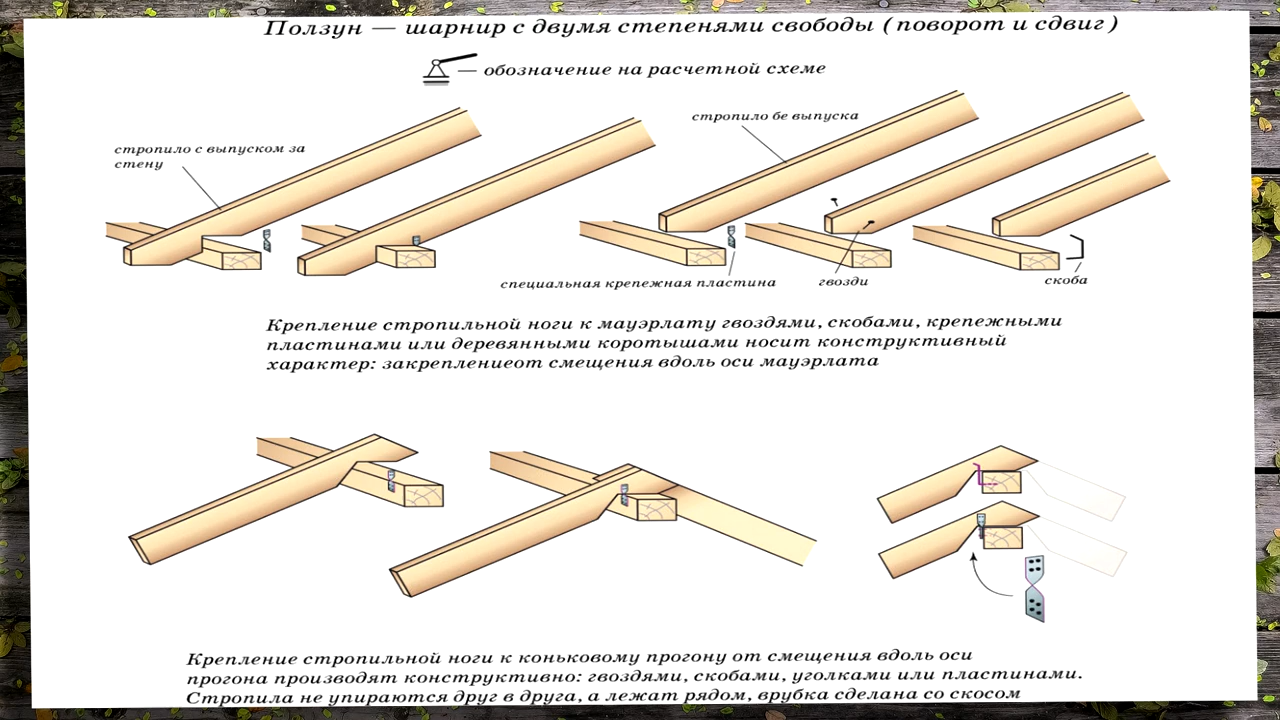 Ползун — шарнир с двумя степенями свободы ( поворот и сдвиг )
— обозначение на расчетной схеме
стропило с выпуском за
стену
стропило бе выпуска
специальная крепежная пластина
гвозди
скоба
Крепление стропильной ноги к мауэрлату гвоздями, скобами, крепежными
пластинами или деревянными коротышами носит конструктивный
характер: закреплениеот смещения вдоль оси мауэрлата
Крепление стропильной ноги к коньковому прогону от смещения вдоль оси
прогона производят конструктивно: гвоздями, скобами, уголками или пластинами.
Стропила не упираются друг в друга, а лежат рядом, врубка сделана со скосом